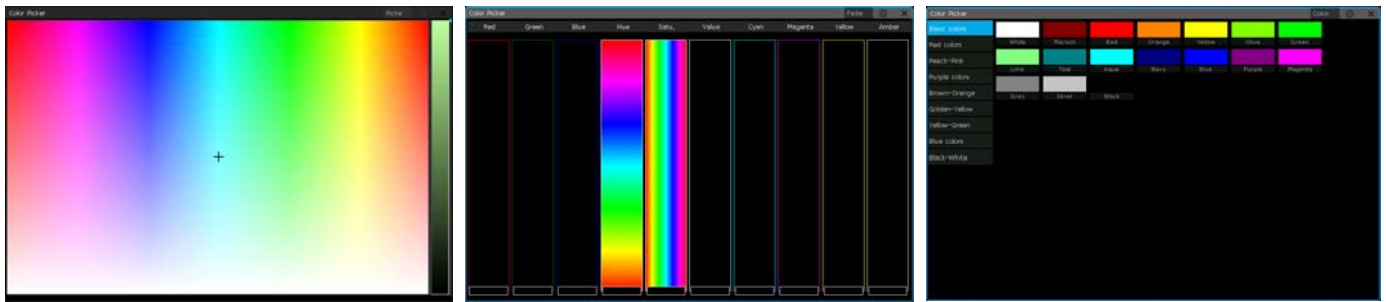 Color Picker Picker
Color Picker Fader
Red Green Blue Hue Satu. Value Cyan Magenta Yellow Amber
Color Picker Color
Basic colors
White Maroon Red Orange Yellow Olive Green
Red colors
Peach-Pink
Lime Teal Aqua Navy Blue Purple Magenta
Purple colors
Brown-Orange
Grey Silver Black
Golden-Yellow
Yellow-Green
Blue colors
Black-White